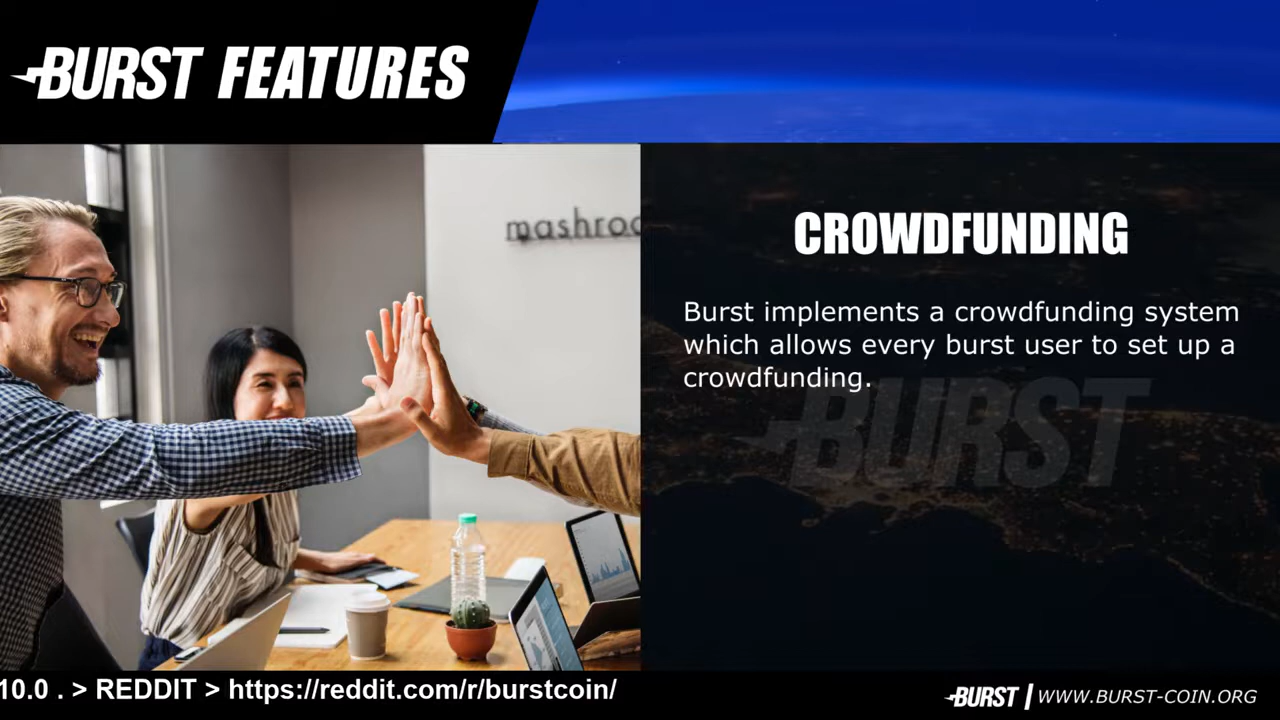 BURST FEATURES
mashroo
CROWDFUNDING
Burst implements a crowdfunding system
which allows every burst user to set up a
crowdfunding.
BURST
10.0 . > REDDIT > https://reddit.com/r/burstcoin/
BURST | WWW.BURST-COIN.ORG